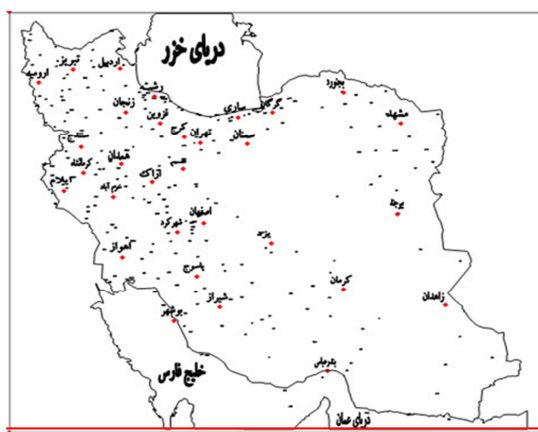 دریای خزر
تبریز
اردبیل
ارومیه
رشت
زنجان
قزوین
ساری
گرگان
بجنورد
مشهد
سنندج
کرج
تهران
سمنان
همدان
کرمانشاه
ایلام
خرم آباد
اراک
قم
بیرجند
اصفهان
شهرکرد
یزد
اهواز
یاسوج
کرمان
زاهدان
شیراز
بوشهر
بندرعباس
خلیج فارس
دریای عمان